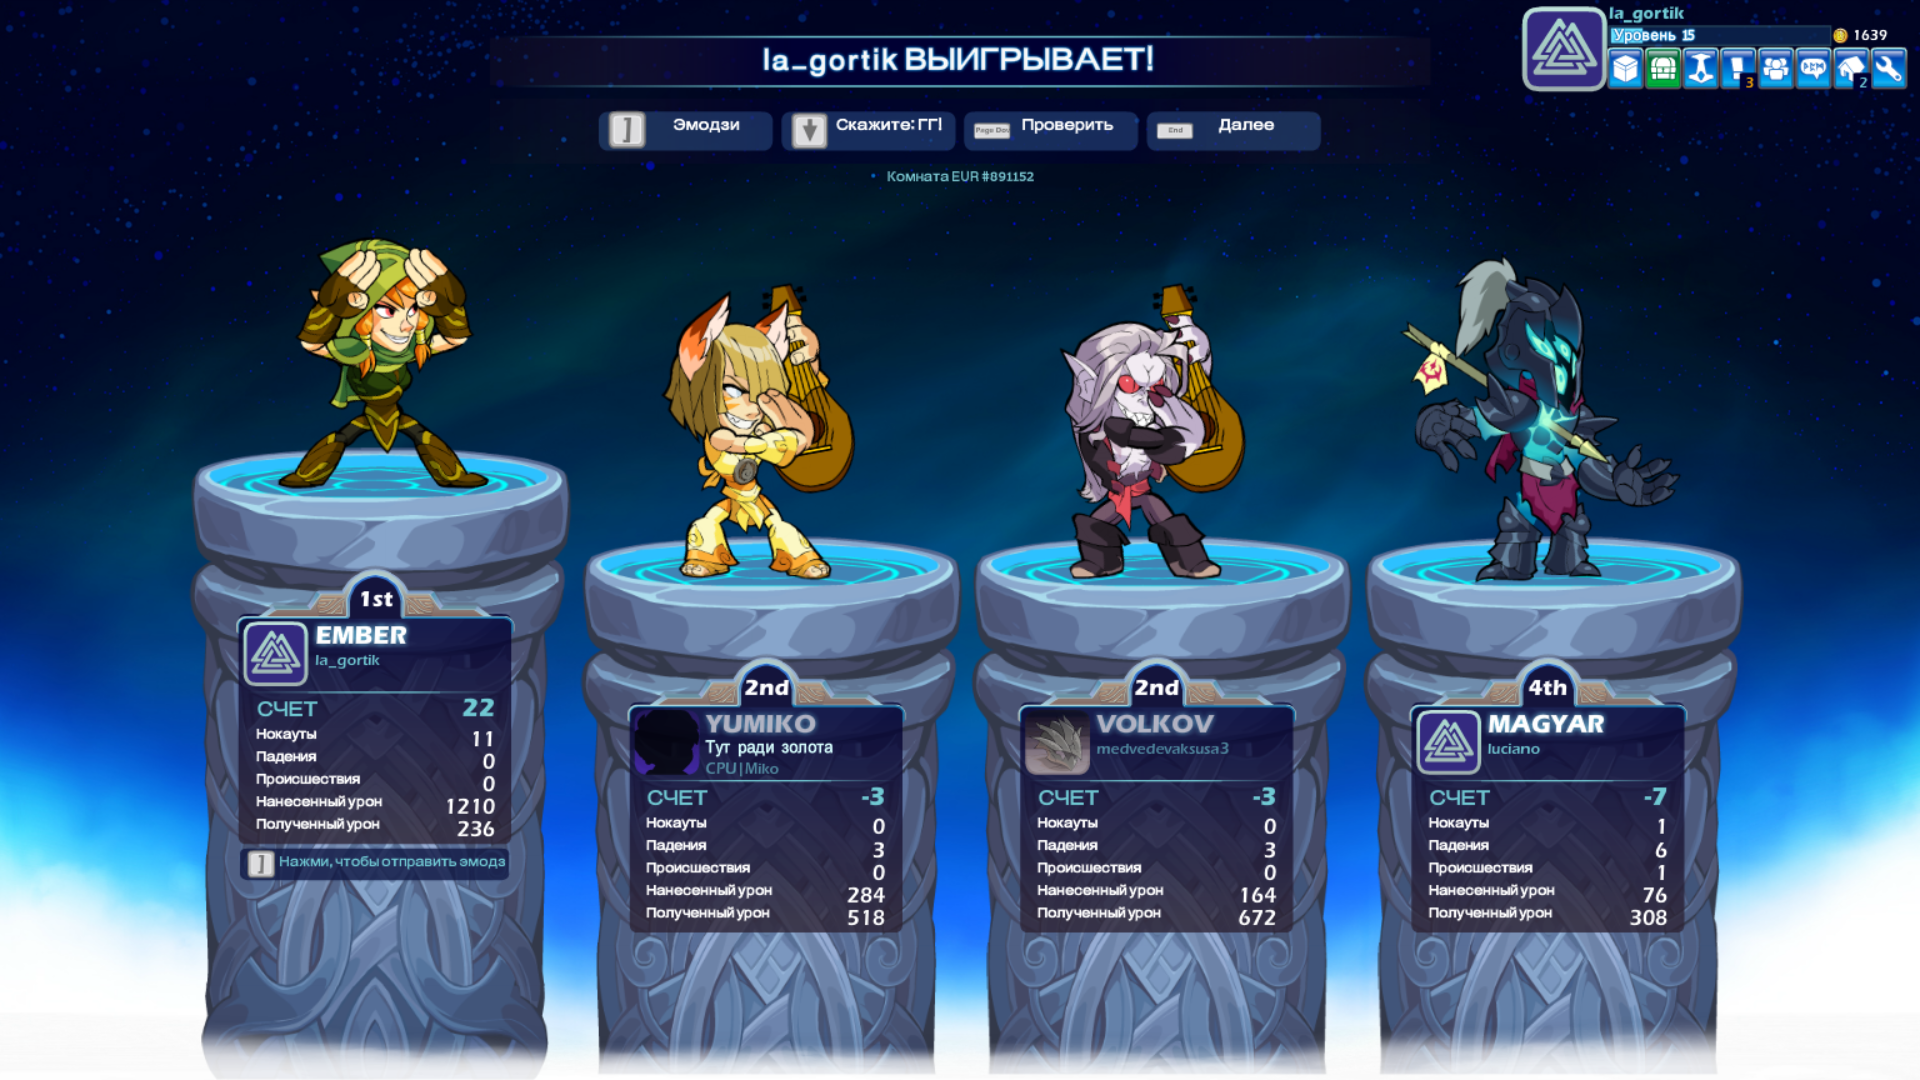 la_gortik
Уровень 15
1639
3
2
la_gortik ВЫИГРЫВАЕТ!
] Эмодзи
Скажите: ГГ!
Проверить
End Далее
Комната EUR #891152
1st
EMBER
la_gortik
СЧЕТ 22
Нокауты 11
Падения 0
Происшествия 0
Нанесенный урон 1210
Полученный урон 236
] Нажми, чтобы отправить эмодз
2nd
YUMIKO
Тут ради золота
CPU|Miko
СЧЕТ -3
Нокауты 0
Падения 3
Происшествия 0
Нанесенный урон 284
Полученный урон 518
2nd
VOLKOV
medvedevaksusa3
СЧЕТ -3
Нокауты 0
Падения 3
Происшествия 0
Нанесенный урон 164
Полученный урон 672
4th
MAGYAR
luciano
СЧЕТ -7
Нокауты 1
Падения 6
Происшествия 1
Нанесенный урон 76
Полученный урон 308